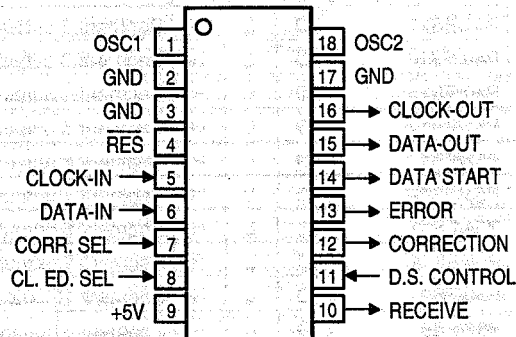 OSC1 1 18 OSC2
GND 2 17 GND
GND 3 16 CLOCK-OUT
RES 4 15 DATA-OUT
CLOCK-IN 5 14 DATA START
DATA-IN 6 13 ERROR
CORR. SEL 7 12 CORRECTION
CL. ED. SEL 8 11 D.S. CONTROL
+5V 9 10 RECEIVE